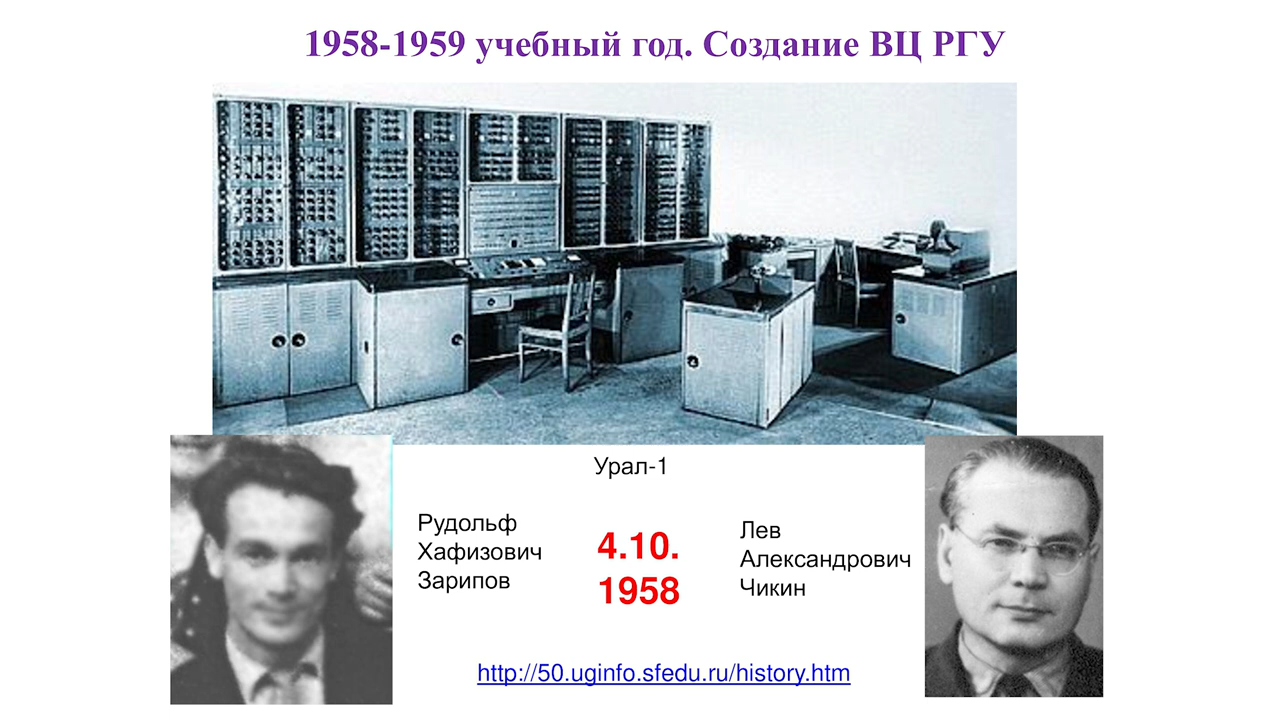 1958-1959 учебный год. Создание ВЦ РГУ
Урал-1
Рудольф
Хафизович
Зарипов
4.10.
1958
Лев
Александрович
Чикин
http://50.uginfo.sfedu.ru/history.htm